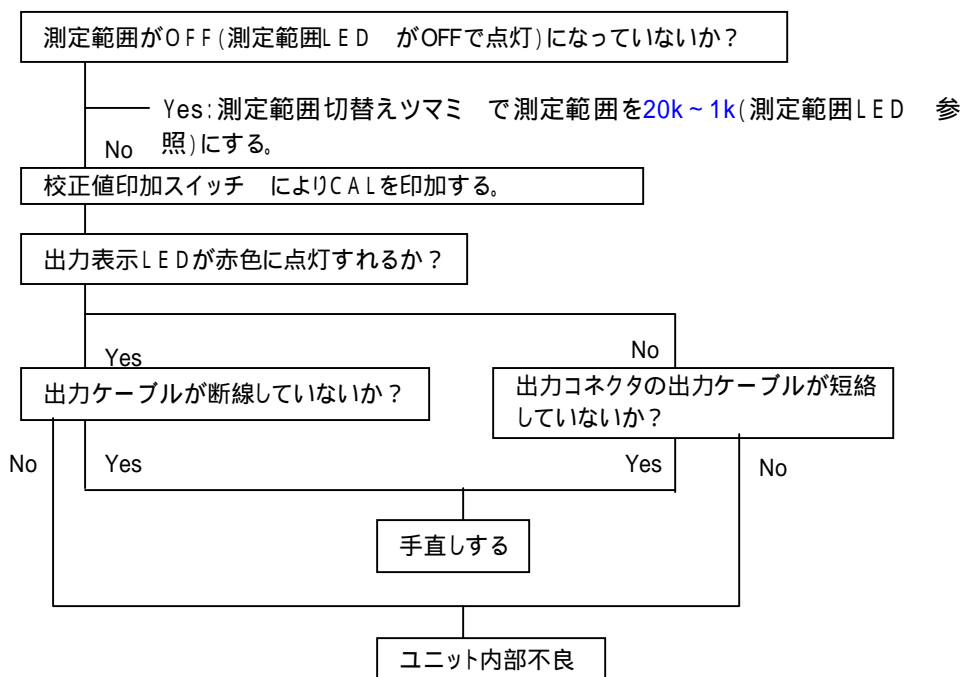 測定範囲がOFF(測定範囲LED　がOFFで点灯)になっていないか？
Yes:測定範囲切替えツマミ　で測定範囲を20k~1k(測定範囲LED　参
照)にする。
No
校正値印加スイッチ　によりCALを印加する。
出力表示LEDが赤色に点灯すれるか？
Yes
No
出力ケーブルが断線していないか？
出力コネクタの出力ケーブルが短絡
していないか？
No
Yes
Yes
No
手直しする
ユニット内部不良